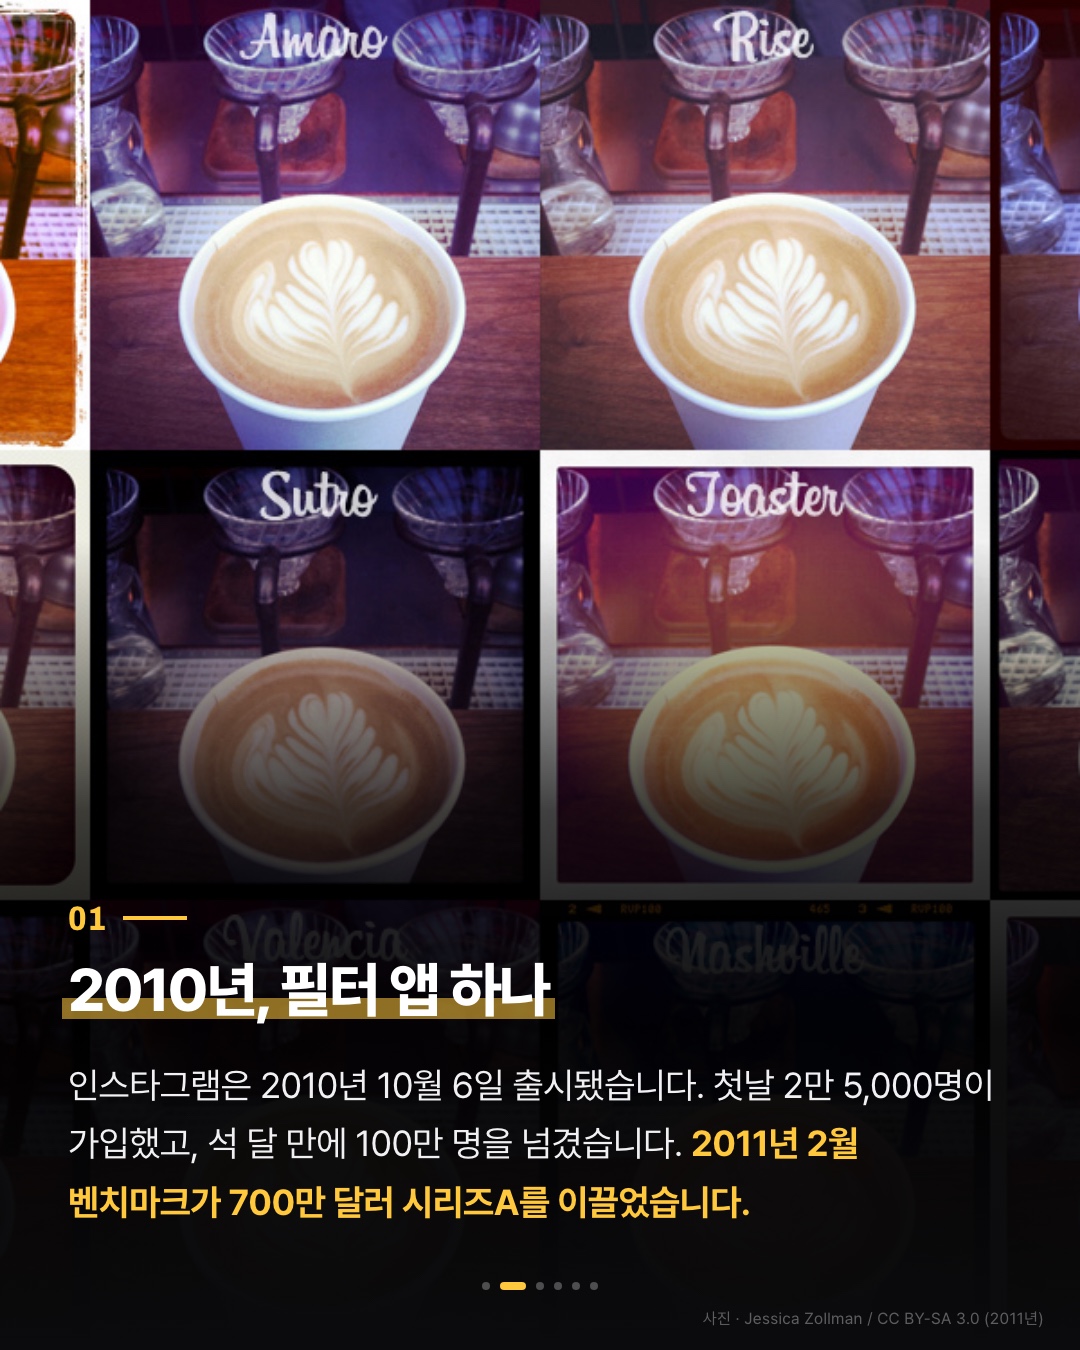 Amaro
Rise
Sutro
Toaster
Valencia
Nashville
2 RVP100 465 3 RVP100
01
2010년, 필터 앱 하나
인스타그램은 2010년 10월 6일 출시됐습니다. 첫날 2만 5,000명이
가입했고, 석 달 만에 100만 명을 넘겼습니다. 2011년 2월
벤치마크가 700만 달러 시리즈A를 이끌었습니다.
사진 · Jessica Zollman / CC BY-SA 3.0 (2011년)